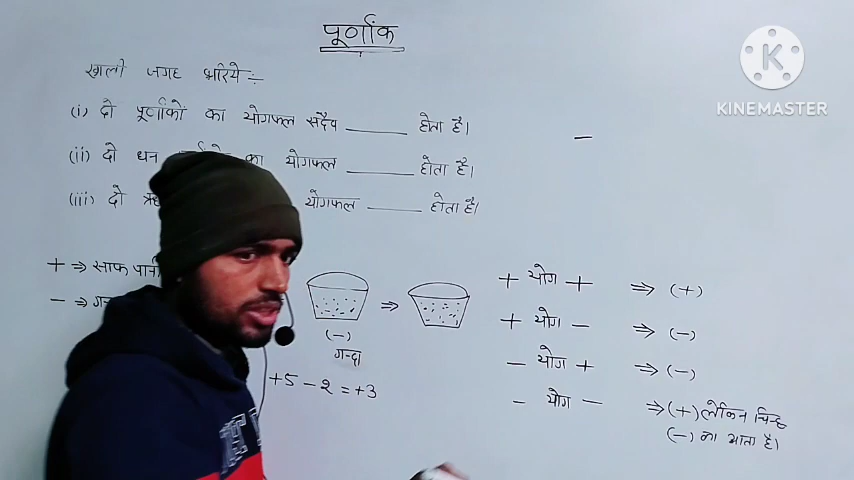 पूर्णांक
खाली जगह भरिये :-
(i) दो पूर्णांकों का योगफल सदैव ______ होता है।
(ii) दो धन का योगफल ______ होता है।
(iii) दो योगफल ______ होता है।
+ ⇒ साफ पानी
- ⇒
(-)
गन्दा
⇒
+5 - 2 = +3
-
+ योग + ⇒ (+)
+ योग - ⇒ (-)
- योग + ⇒ (-)
- योग - ⇒ (+) लेकिन चिन्ह
(-) का आता है।
KINEMASTER